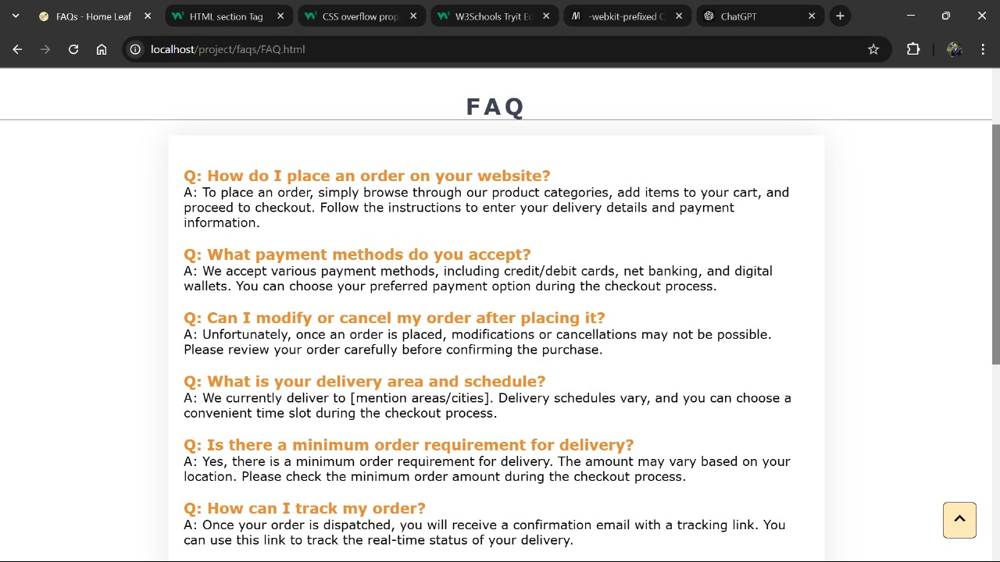 FAQs - Home Leaf
HTML section Tag
CSS overflow prop
W3Schools Tryit Ed
-webkit-prefixed C
ChatGPT
localhost/project/faqs/FAQ.html
FAQ
Q: How do I place an order on your website?
A: To place an order, simply browse through our product categories, add items to your cart, and
proceed to checkout. Follow the instructions to enter your delivery details and payment
information.
Q: What payment methods do you accept?
A: We accept various payment methods, including credit/debit cards, net banking, and digital
wallets. You can choose your preferred payment option during the checkout process.
Q: Can I modify or cancel my order after placing it?
A: Unfortunately, once an order is placed, modifications or cancellations may not be possible.
Please review your order carefully before confirming the purchase.
Q: What is your delivery area and schedule?
A: We currently deliver to [mention areas/cities]. Delivery schedules vary, and you can choose a
convenient time slot during the checkout process.
Q: Is there a minimum order requirement for delivery?
A: Yes, there is a minimum order requirement for delivery. The amount may vary based on your
location. Please check the minimum order amount during the checkout process.
Q: How can I track my order?
A: Once your order is dispatched, you will receive a confirmation email with a tracking link. You
can use this link to track the real-time status of your delivery.